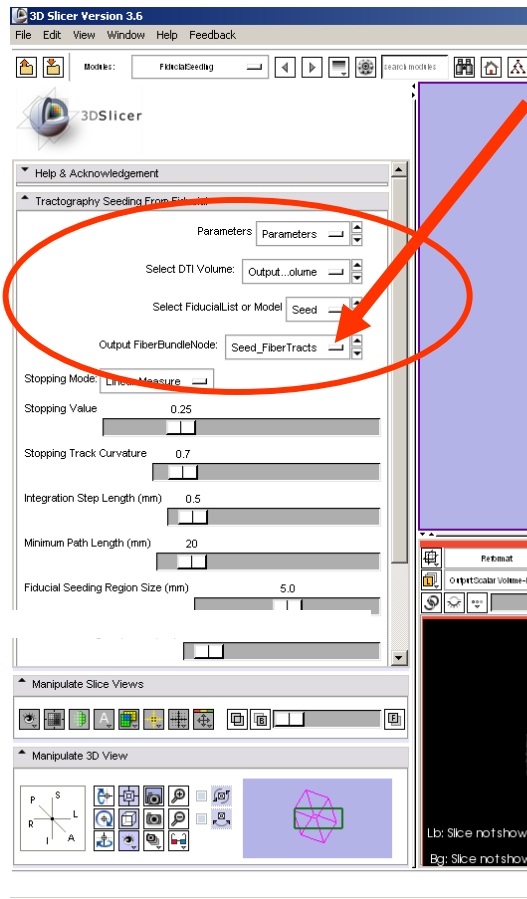 3D Slicer Version 3.6
File Edit View Window Help Feedback
Modules: FiducialSeeding search modules
3DSlicer
Help & Acknowledgement
Tractography Seeding From Fiducial
Parameters Parameters
Select DTI Volume: Output...olume
Select FiducialList or Model Seed
Output FiberBundleNode: Seed_FiberTracts
Stopping Mode: Linear Measure
Stopping Value 0.25
Stopping Track Curvature 0.7
Integration Step Length (mm) 0.5
Minimum Path Length (mm) 20
Fiducial Seeding Region Size (mm) 5.0
Manipulate Slice Views
A B F
Manipulate 3D View
P S
R L
I A
Reformat
L OutputScalar Volume-l
Lb: Slice not show
Bg: Slice not show